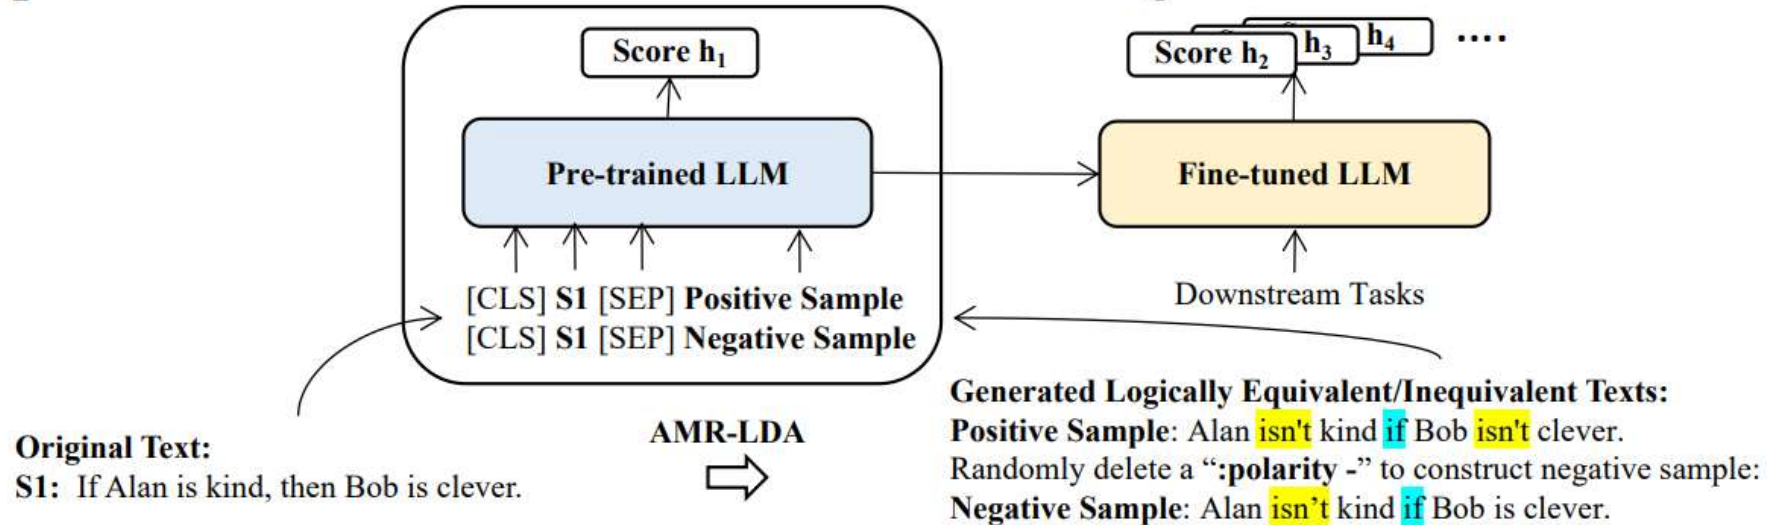 Score h₁
Score h₂
h₃
h₄
....
Pre-trained LLM
Fine-tuned LLM
[CLS] S1 [SEP] Positive Sample
[CLS] S1 [SEP] Negative Sample
Downstream Tasks
Original Text:
S1: If Alan is kind, then Bob is clever.
AMR-LDA
Generated Logically Equivalent/Inequivalent Texts:
Positive Sample: Alan isn't kind if Bob isn't clever.
Randomly delete a “:polarity -” to construct negative sample:
Negative Sample: Alan isn’t kind if Bob is clever.